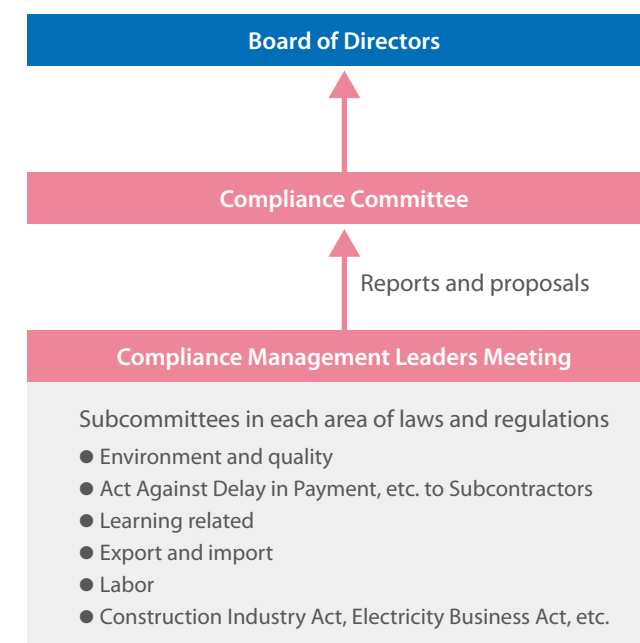 Board of Directors
Compliance Committee
Reports and proposals
Compliance Management Leaders Meeting
Subcommittees in each area of laws and regulations
● Environment and quality
● Act Against Delay in Payment, etc. to Subcontractors
● Learning related
● Export and import
● Labor
● Construction Industry Act, Electricity Business Act, etc.